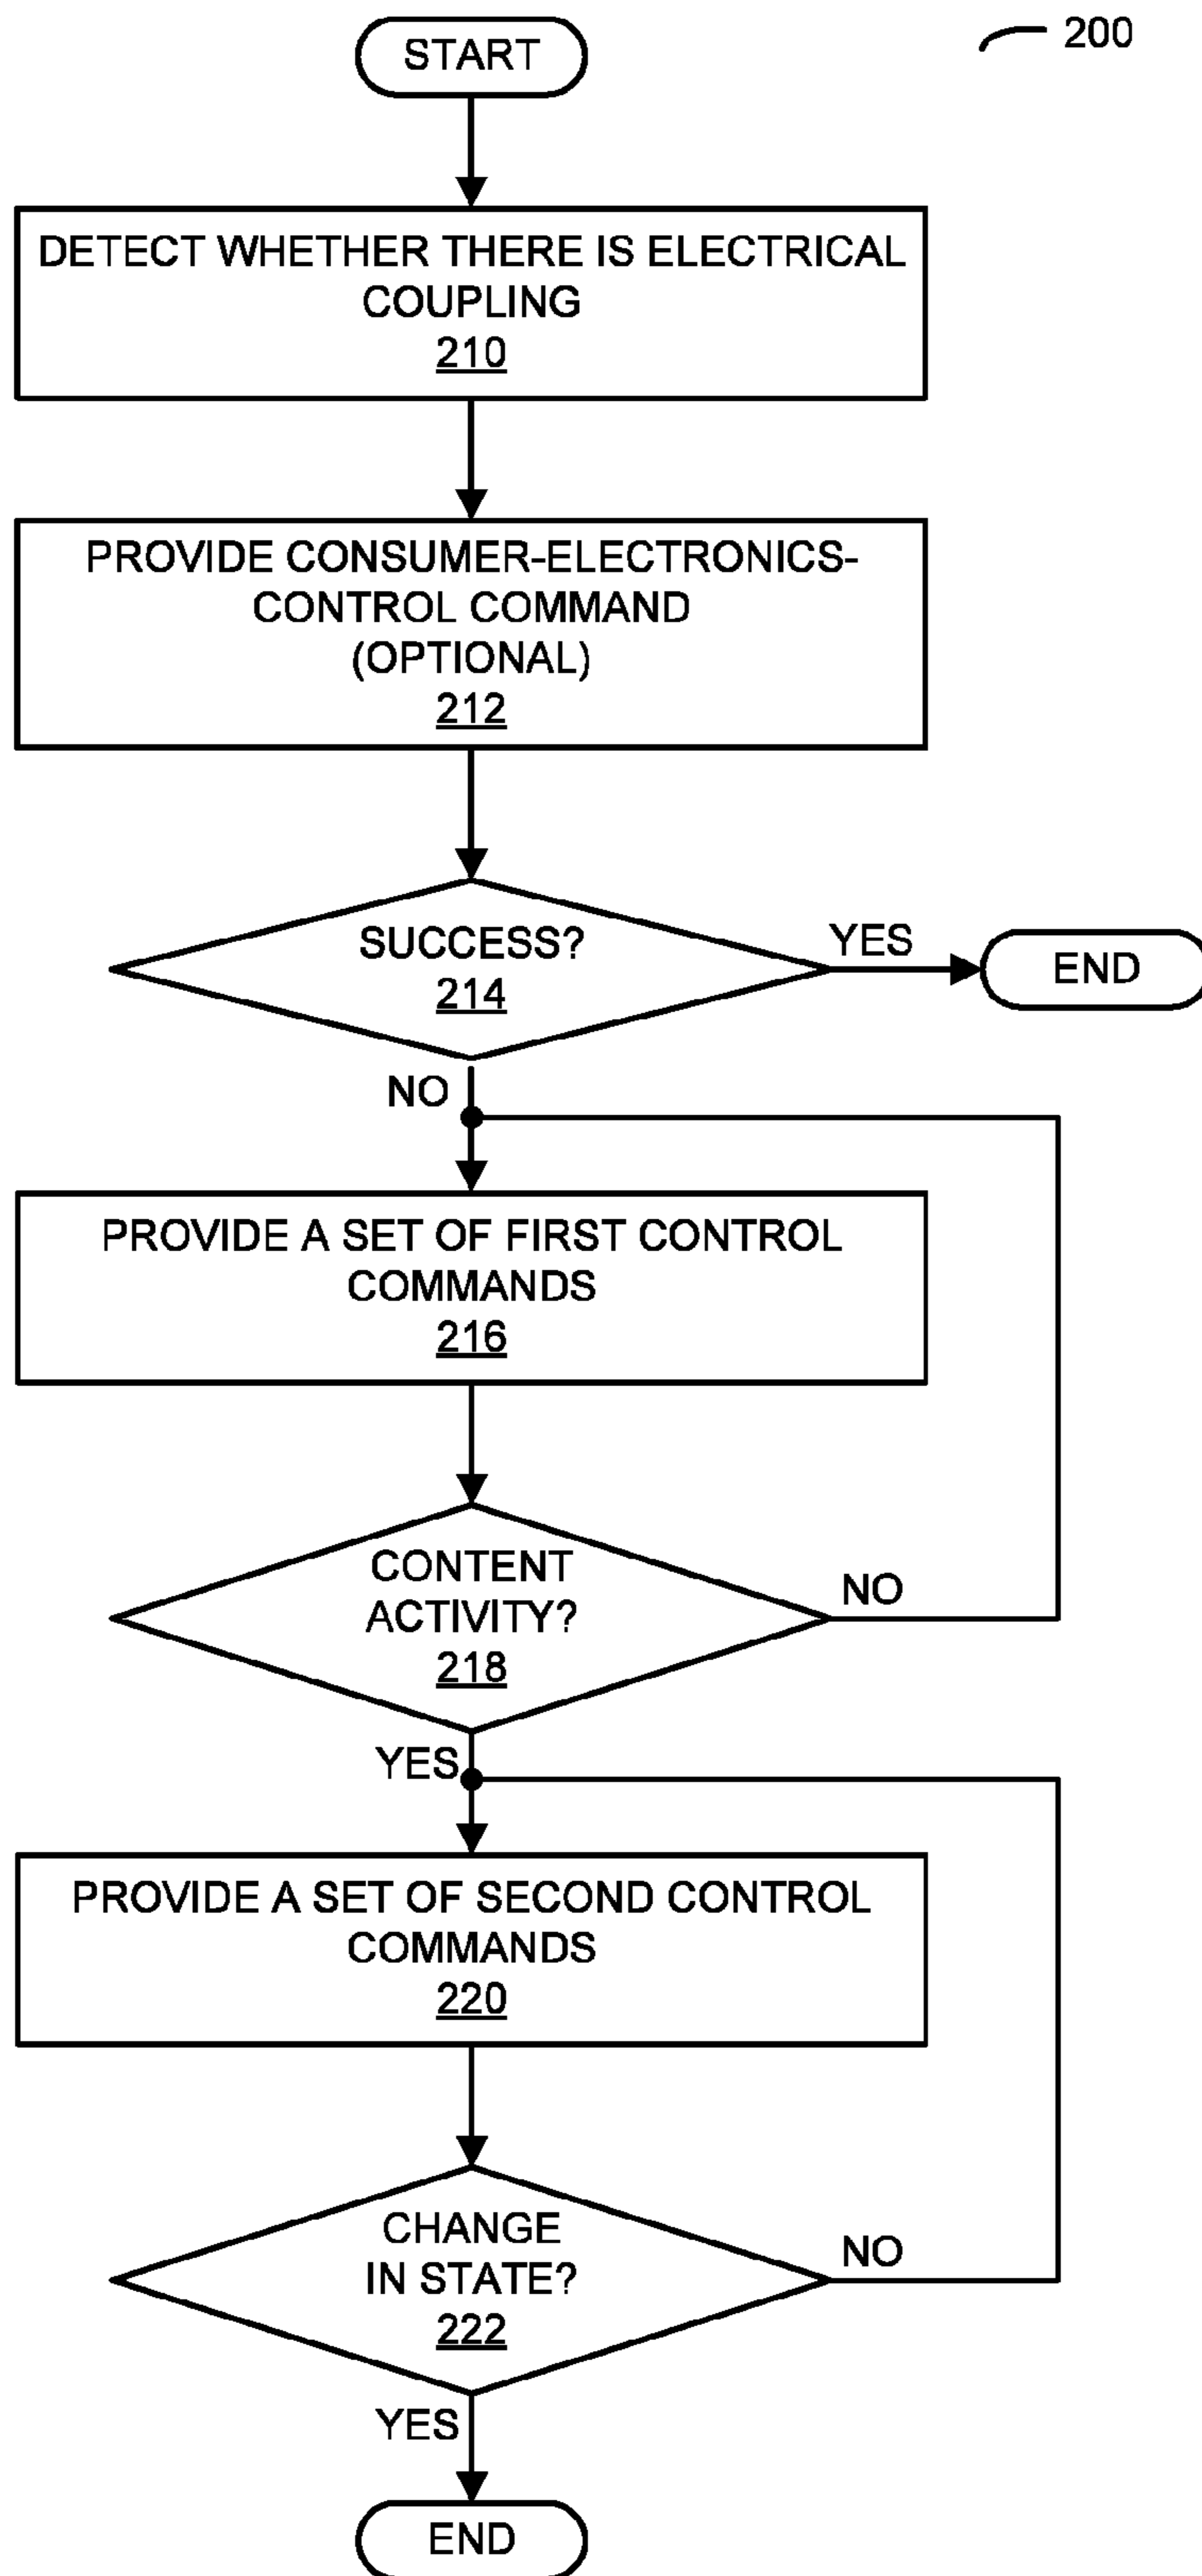 200
START
DETECT WHETHER THERE IS ELECTRICAL
COUPLING
210
PROVIDE CONSUMER-ELECTRONICS-
CONTROL COMMAND
(OPTIONAL)
212
SUCCESS?
214
YES
END
NO
PROVIDE A SET OF FIRST CONTROL
COMMANDS
216
CONTENT
ACTIVITY?
218
NO
YES
PROVIDE A SET OF SECOND CONTROL
COMMANDS
220
CHANGE
IN STATE?
222
NO
YES
END